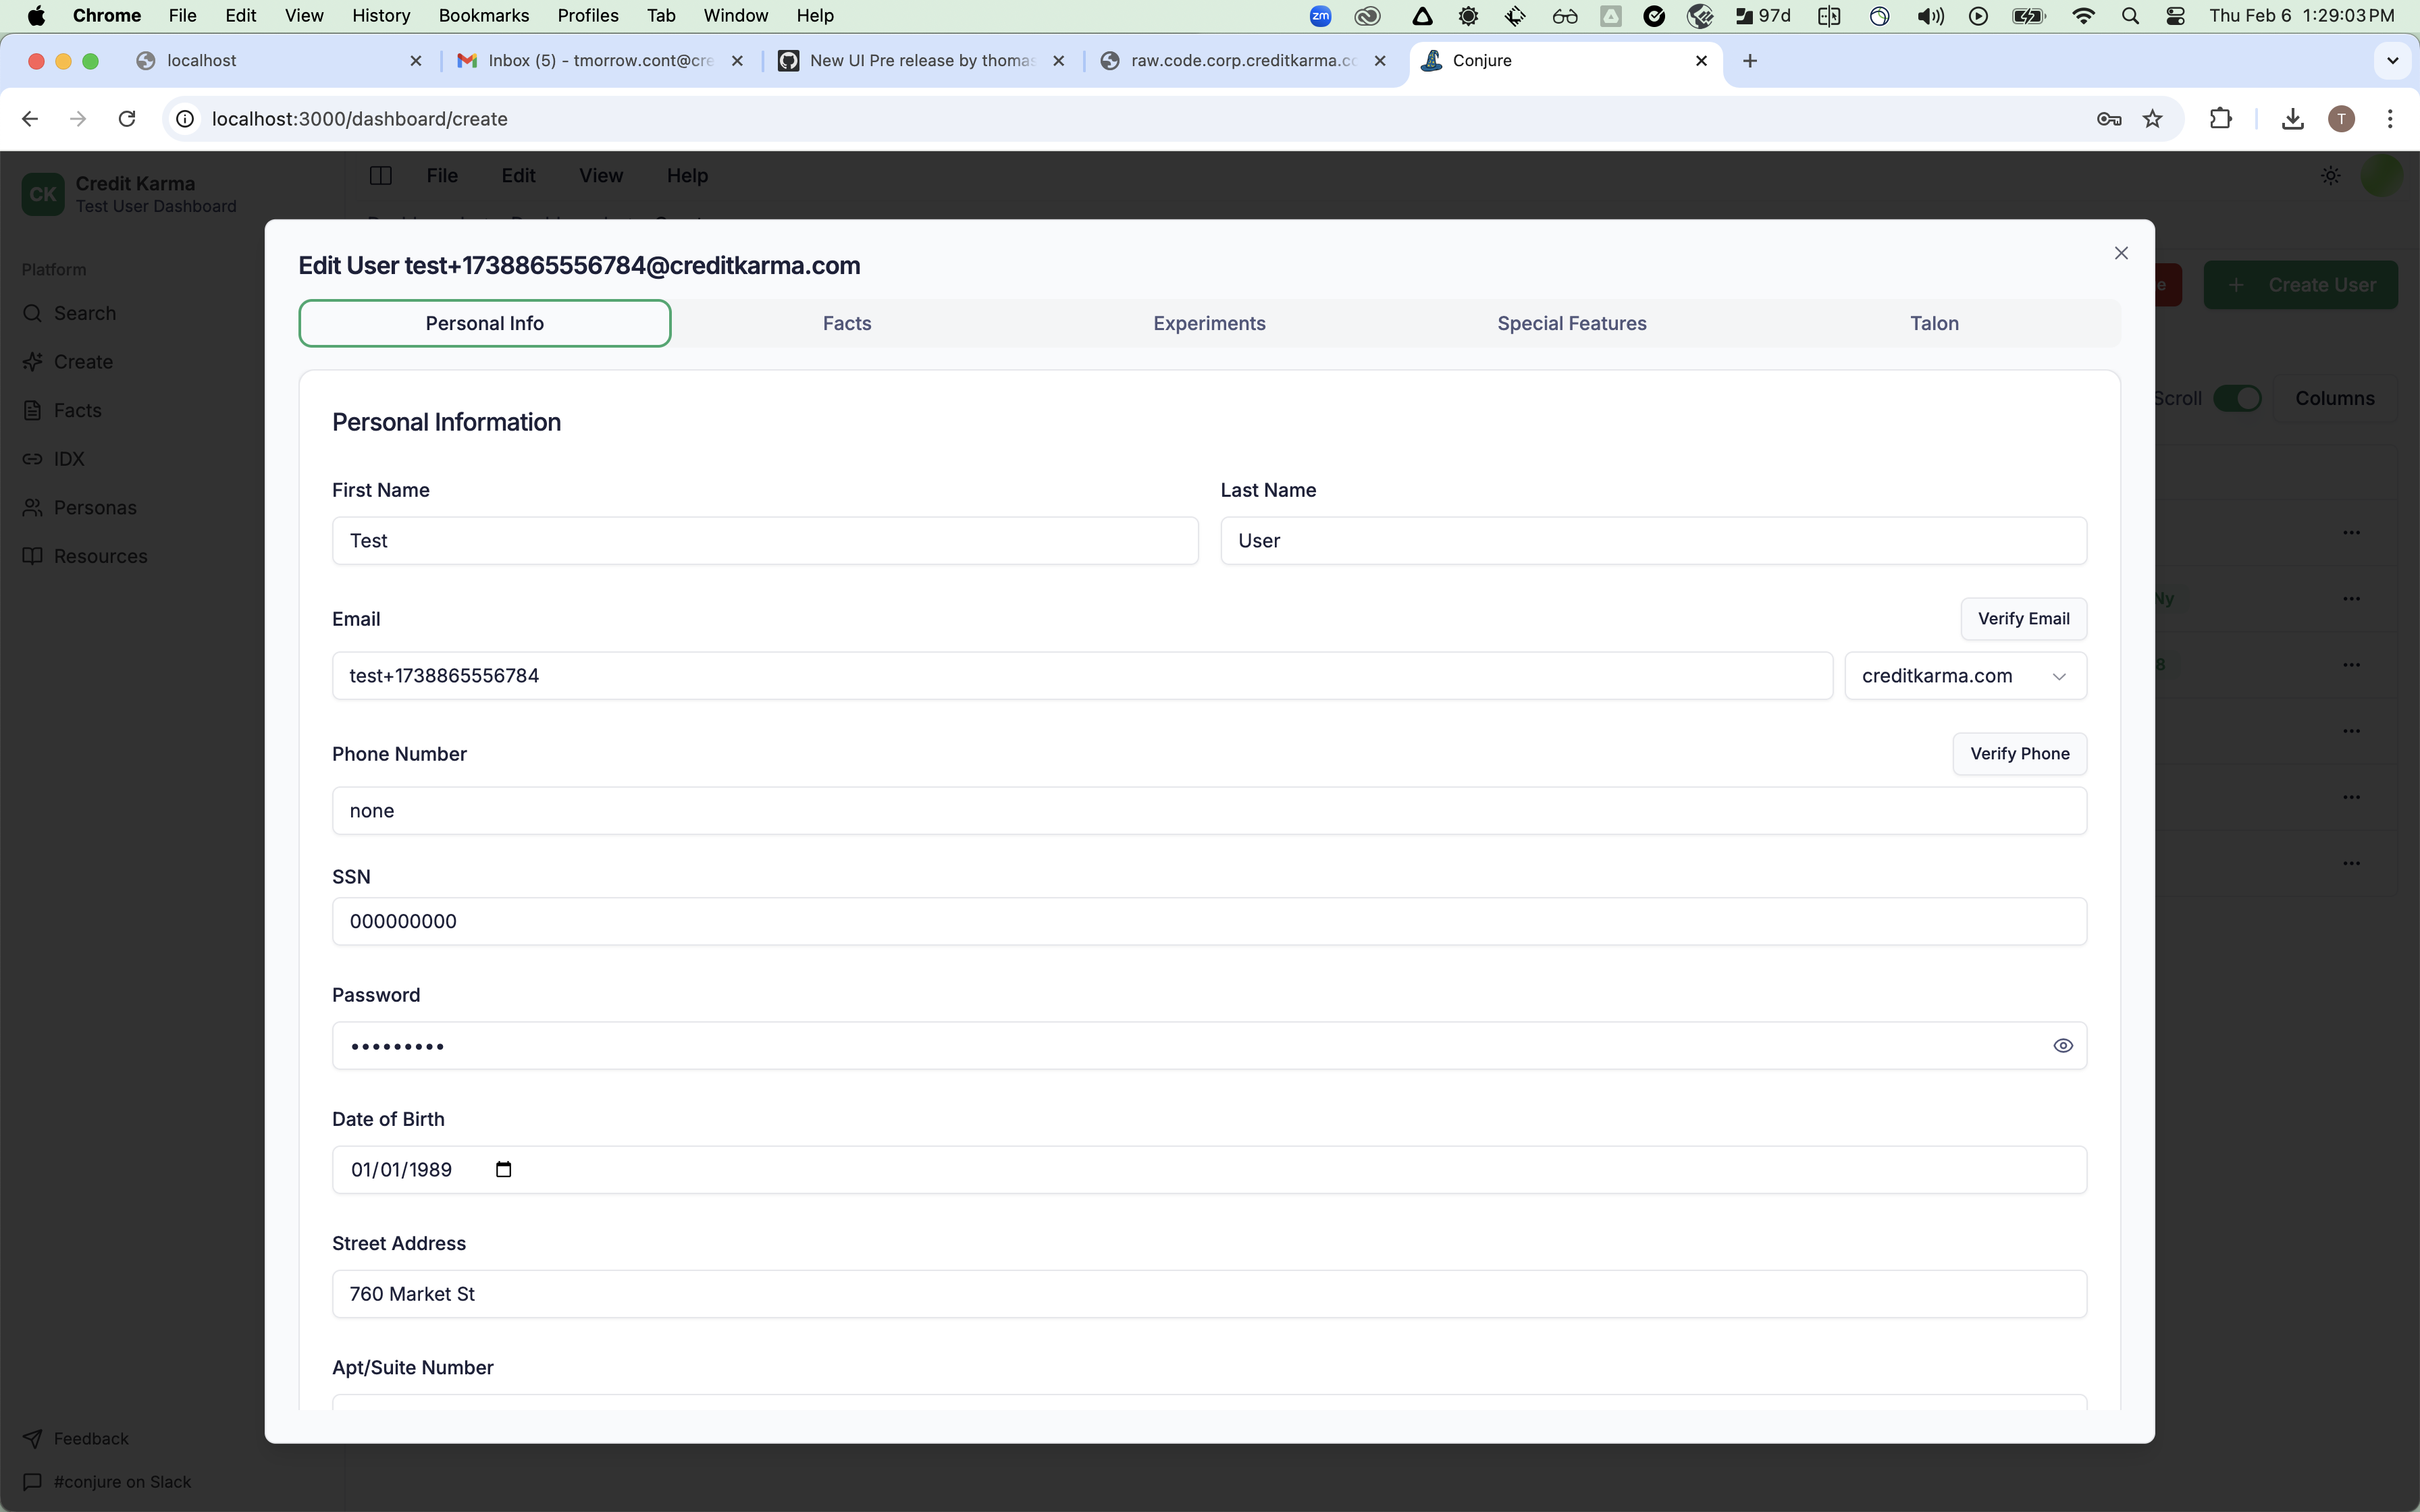 Chrome File Edit View History Bookmarks Profiles Tab Window Help zm 97d Thu Feb 6 1:29:03 PM
localhost Inbox (5) - tmorrow.cont@cre New UI Pre release by thomas raw.code.corp.creditkarma.co Conjure
localhost:3000/dashboard/create T
CK Credit Karma
Test User Dashboard
File Edit View Help
Platform
Search
Create
Facts
IDX
Personas
Resources
Feedback
#conjure on Slack
Create User
Scroll Columns
Edit User test+1738865556784@creditkarma.com
Personal Info Facts Experiments Special Features Talon
Personal Information
First Name Last Name
Test User
Email Verify Email
test+1738865556784 creditkarma.com
Phone Number Verify Phone
none
SSN
000000000
Password
•••••••••
Date of Birth
01/01/1989
Street Address
760 Market St
Apt/Suite Number